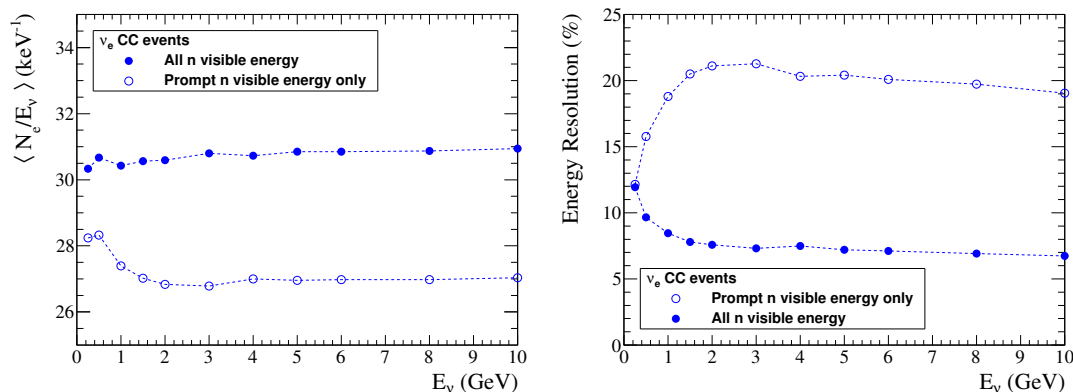 ⟨ N_e/E_ν ⟩ (keV⁻¹)
34
32
30
28
26
ν_e CC events
All n visible energy
Prompt n visible energy only
0 1 2 3 4 5 6 7 8 9 10
E_ν (GeV)
Energy Resolution (%)
25
20
15
10
5
0
ν_e CC events
Prompt n visible energy only
All n visible energy
0 1 2 3 4 5 6 7 8 9 10
E_ν (GeV)